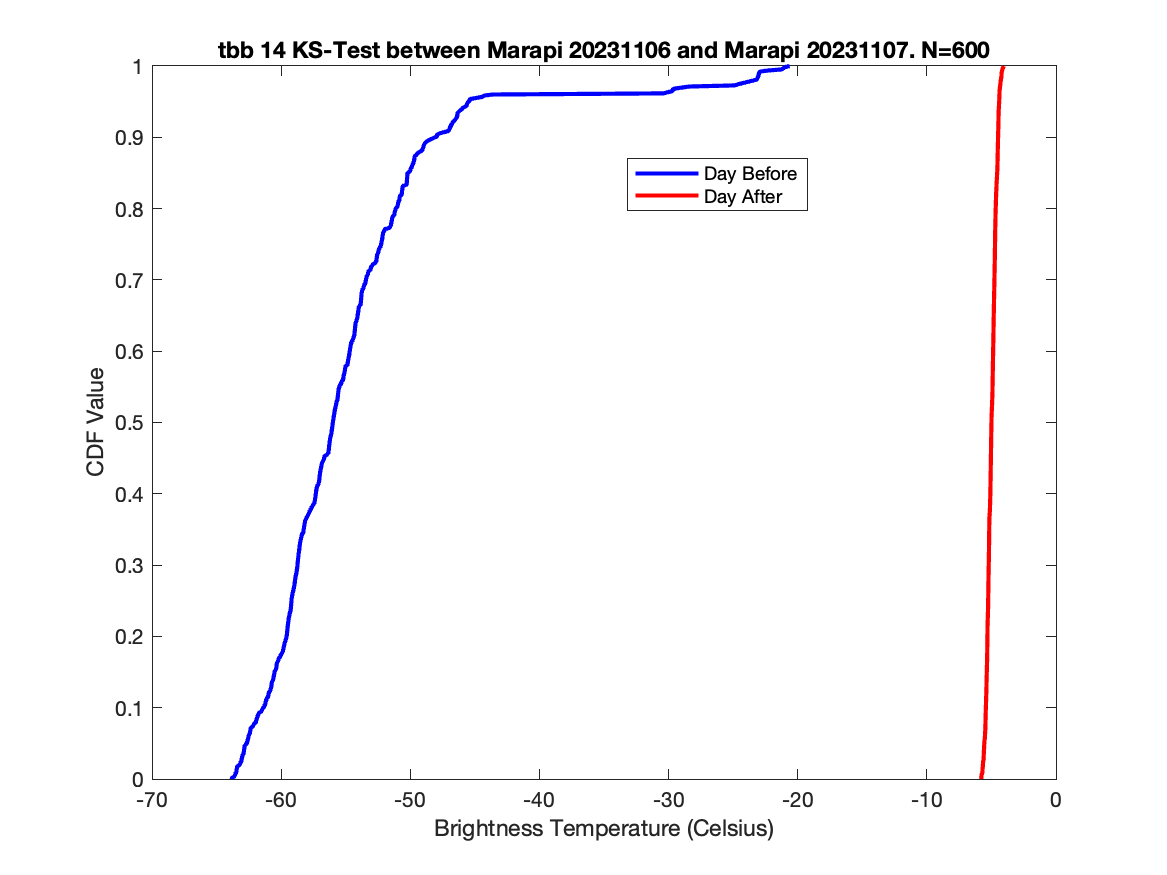 tbb 14 KS-Test between Marapi 20231106 and Marapi 20231107. N=600
1
0.9
0.8
0.7
0.6
0.5
0.4
0.3
0.2
0.1
0
CDF Value
Day Before
Day After
-70 -60 -50 -40 -30 -20 -10 0
Brightness Temperature (Celsius)